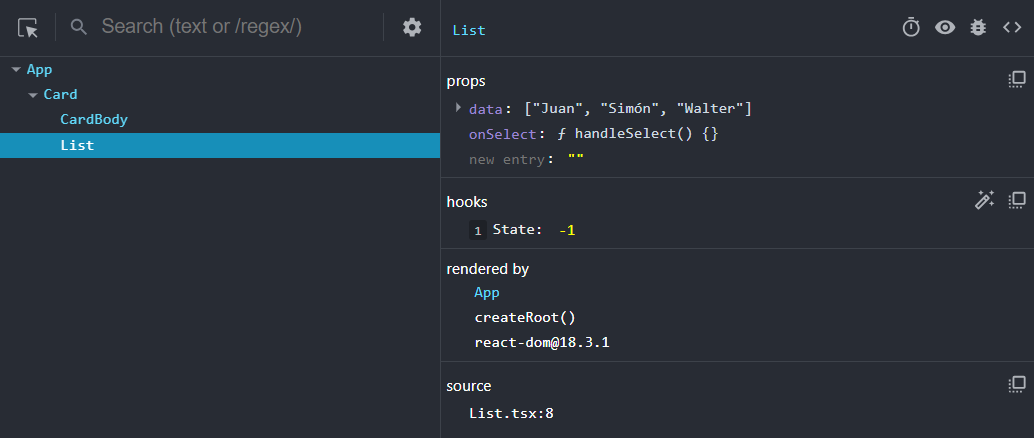 Search (text or /regex/)
App
Card
CardBody
List
List
props
data: ["Juan", "Simón", "Walter"]
onSelect: ƒ handleSelect() {}
new entry: ""
hooks
1 State: -1
rendered by
App
createRoot()
react-dom@18.3.1
source
List.tsx:8